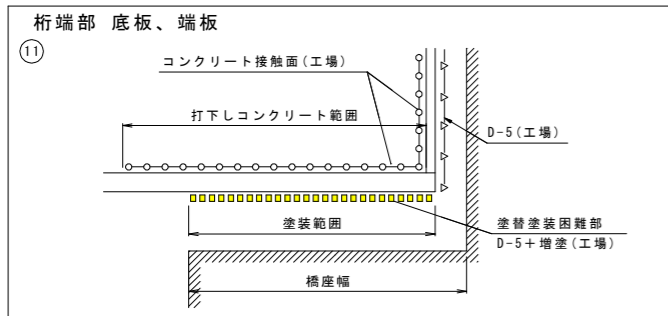 桁端部 底板、端板
⑪
コンクリート接触面(工場)
打下しコンクリート範囲
D-5(工場)
塗装範囲
塗替塗装困難部
D-5+増塗(工場)
橋座幅